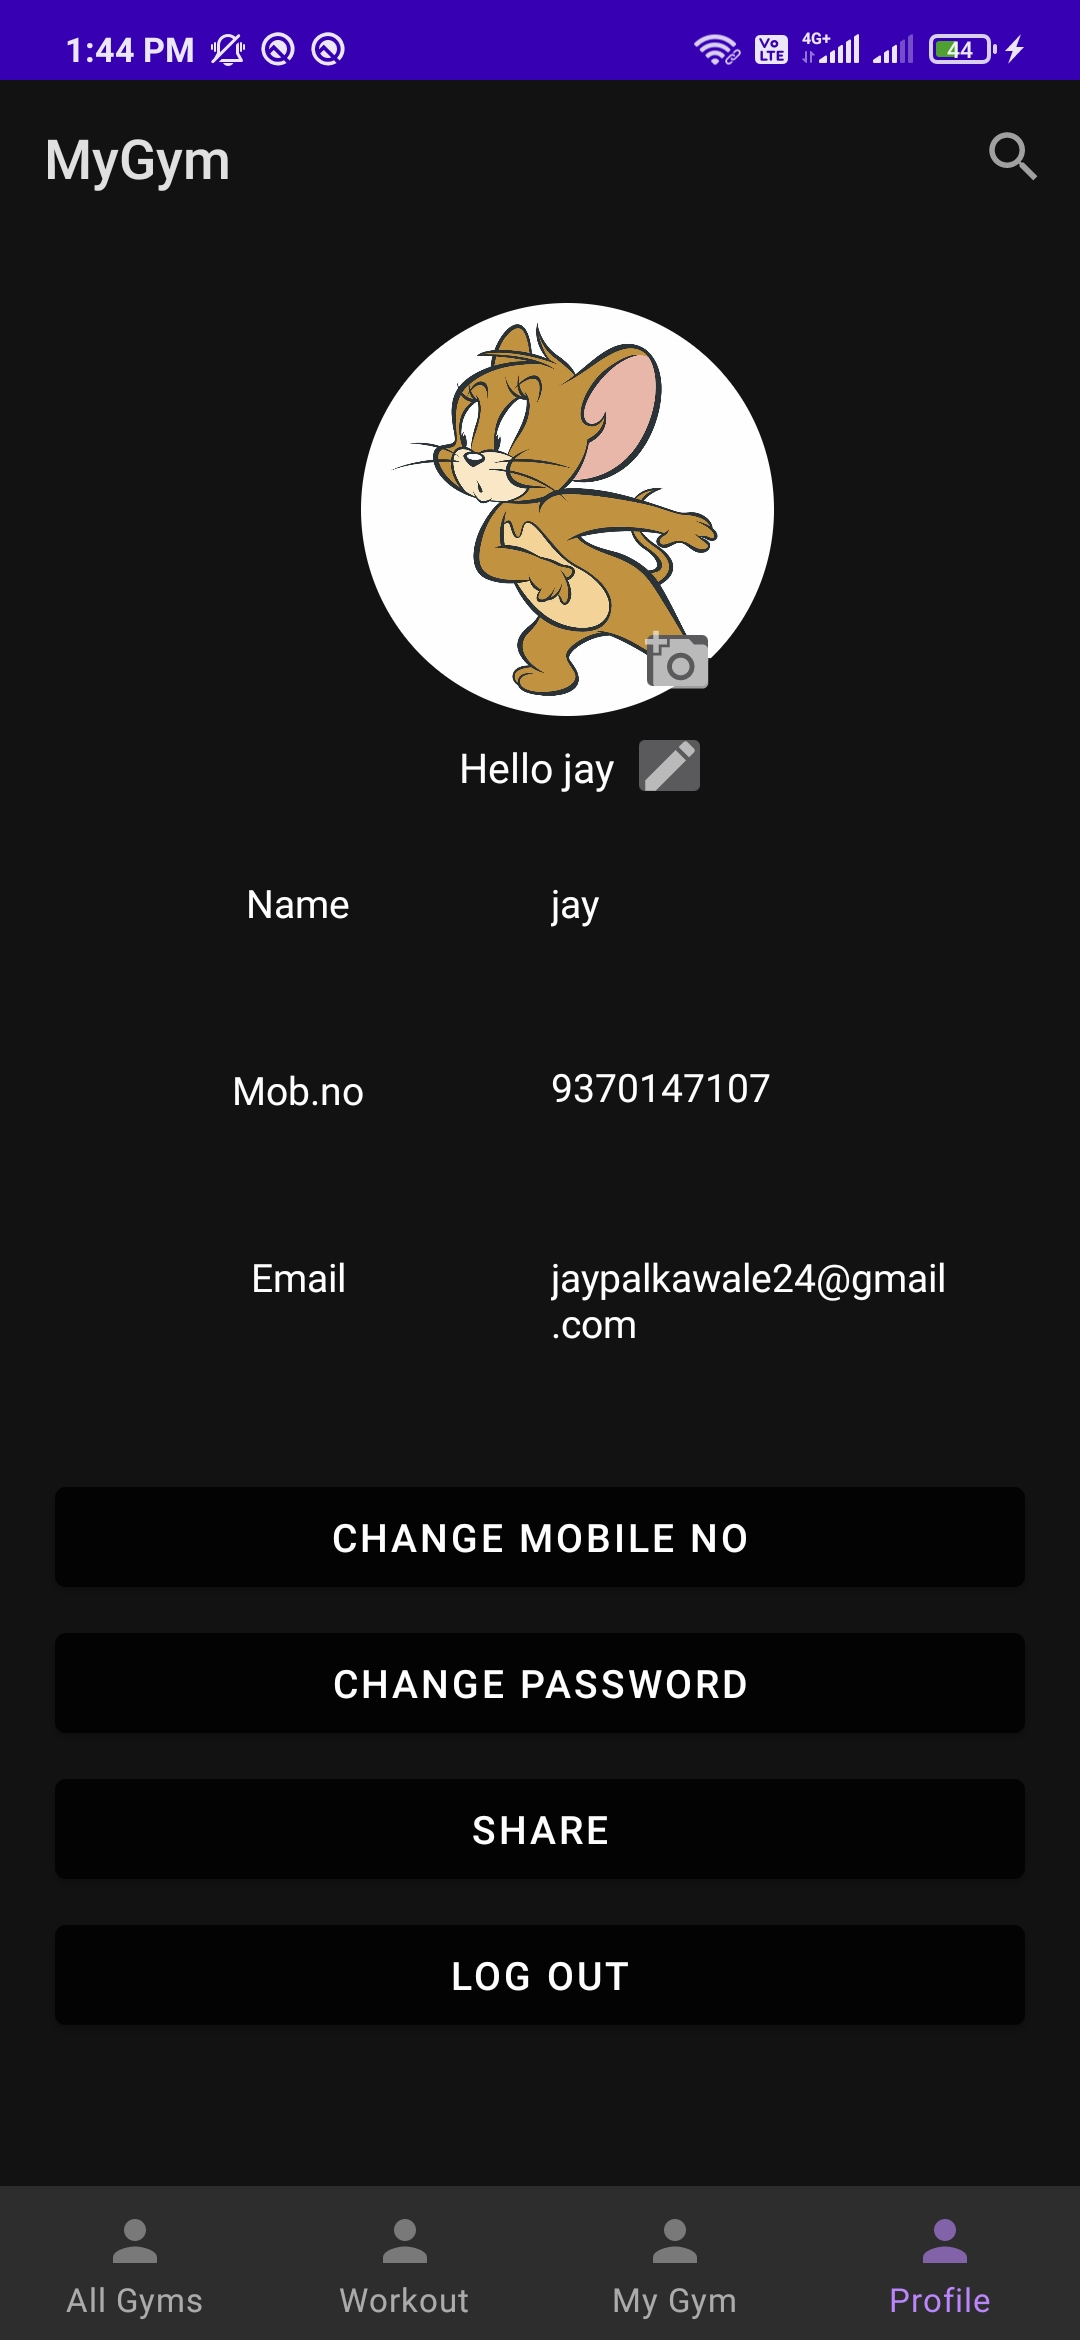 1:44 PM
Vo LTE
4G+
44
MyGym
Hello jay
Name jay
Mob.no 9370147107
Email jaypalkawale24@gmail
.com
CHANGE MOBILE NO
CHANGE PASSWORD
SHARE
LOG OUT
All Gyms Workout My Gym Profile